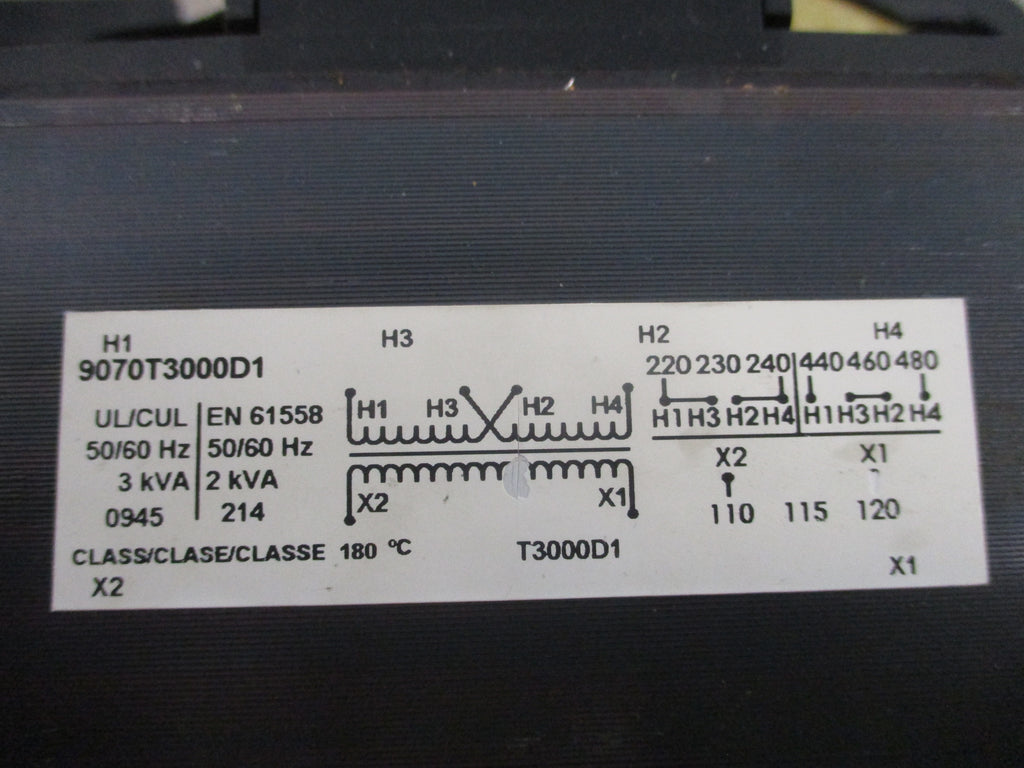 H1 H3 H2 H4
9070T3000D1
220 230 240 440 460 480
H1 H3 H2 H4 H1 H3 H2 H4
UL/CUL EN 61558
50/60 Hz 50/60 Hz
3 kVA 2 kVA
0945 214
H1 H3 H2 H4
X2 X1
X2 X1
110 115 120
CLASS/CLASE/CLASSE 180 ºC
T3000D1
X2 X1